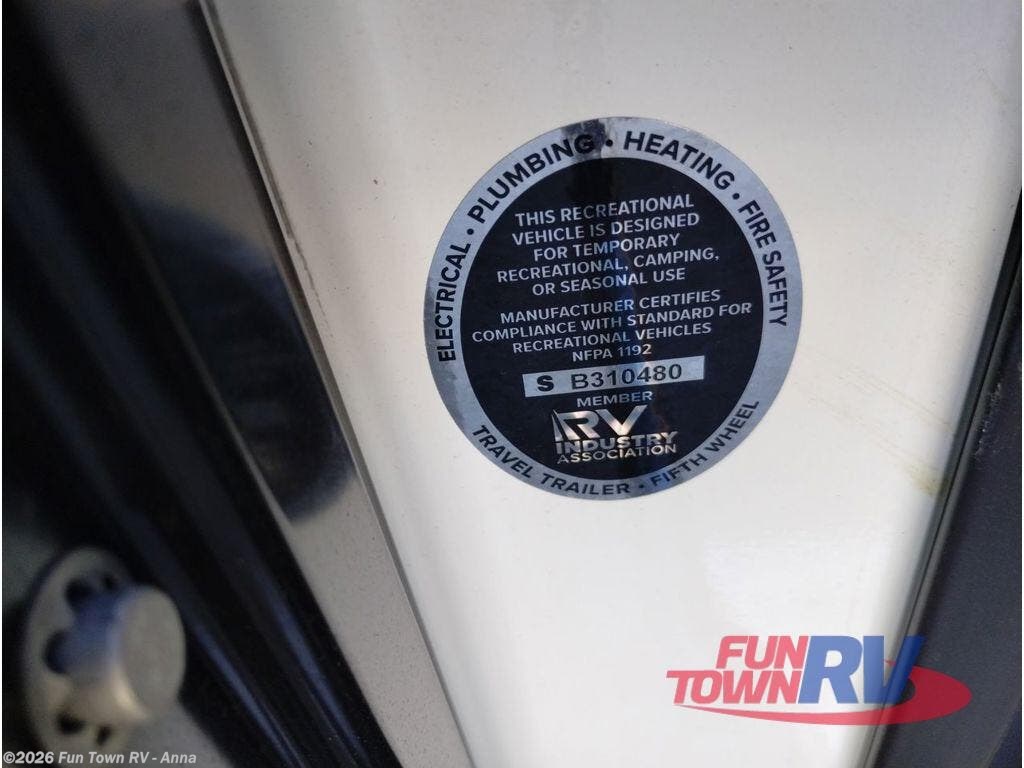 ELECTRICAL • PLUMBING • HEATING • FIRE SAFETY
THIS RECREATIONAL
VEHICLE IS DESIGNED
FOR TEMPORARY
RECREATIONAL, CAMPING,
OR SEASONAL USE
MANUFACTURER CERTIFIES
COMPLIANCE WITH STANDARD FOR
RECREATIONAL VEHICLES
NFPA 1192
S B310480
MEMBER
RV
INDUSTRY
ASSOCIATION
TRAVEL TRAILER • FIFTH WHEEL
FUN
TOWN RV
©2026 Fun Town RV - Anna